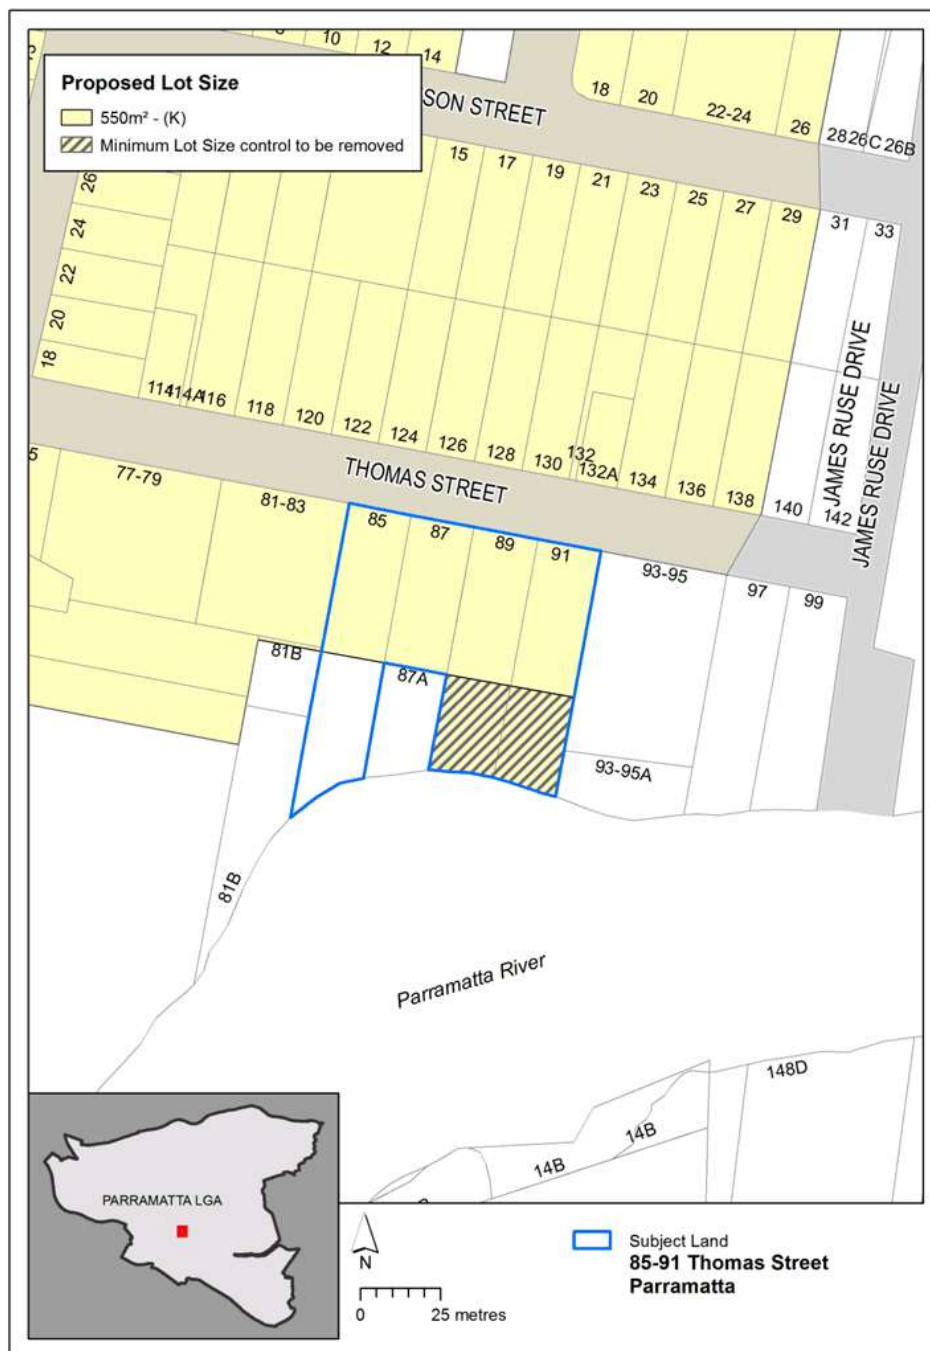 10
12
14
Proposed Lot Size
550m² - (K)
Minimum Lot Size control to be removed
SON STREET
18
20
22-24
26
28
26C
26B
15
17
19
21
23
25
27
29
31
33
26
24
22
20
18
114
114A
116
118
120
122
124
126
128
130
132
132A
134
136
138
140
142
JAMES RUSE DRIVE
JAMES RUSE DRIVE
THOMAS STREET
77-79
81-83
85
87
89
91
93-95
97
99
81B
87A
93-95A
81B
Parramatta River
148D
14B
14B
PARRAMATTA LGA
N
0 25 metres
Subject Land
85-91 Thomas Street
Parramatta